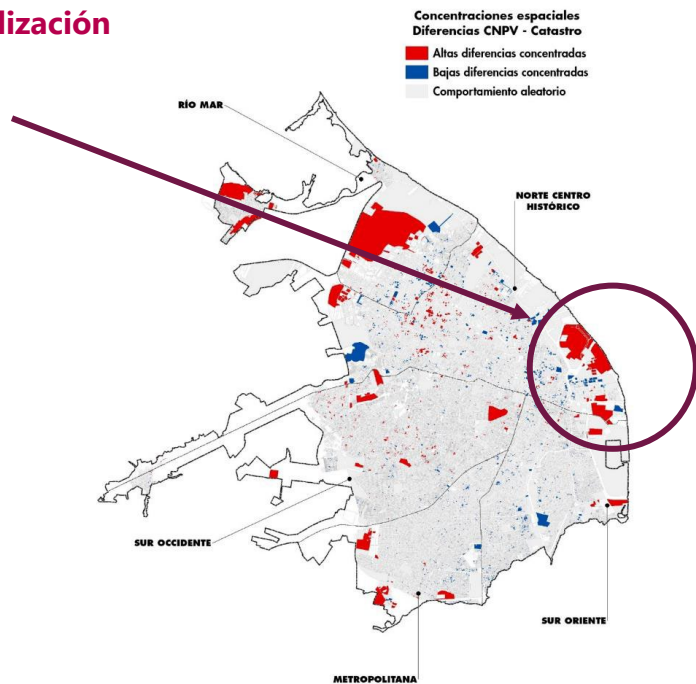 lización
Concentraciones espaciales
Diferencias CNPV - Catastro
Altas diferencias concentradas
Bajas diferencias concentradas
Comportamiento aleatorio
RÍO MAR
NORTE CENTRO
HISTÓRICO
SUR OCCIDENTE
SUR ORIENTE
METROPOLITANA